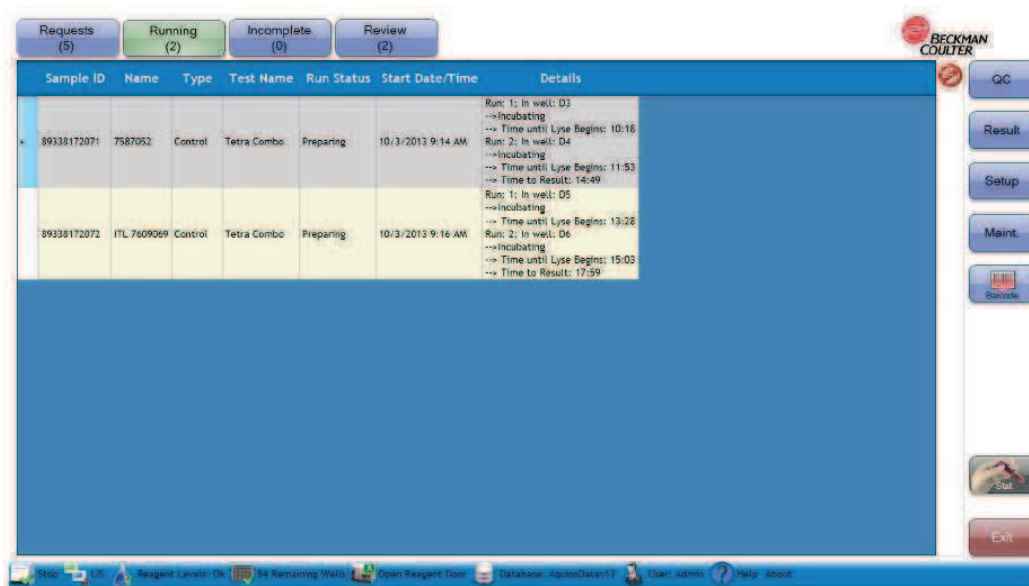 Requests
(5)
Running
(2)
Incomplete
(0)
Review
(2)
BECKMAN
COULTER
Sample ID Name Type Test Name Run Status Start Date/Time Details
Run: 1; In well: D3
-->Incubating
--> Time until Lyse Begins: 10:18
89338172071 7587052 Control Tetra Combo Preparing 10/3/2013 9:14 AM Run: 2; In well: D4
-->Incubating
--> Time until Lyse Begins: 11:53
--> Time to Result: 14:49
Run: 1; In well: D5
-->Incubating
--> Time until Lyse Begins: 13:28
89338172072 ITL 7609069 Control Tetra Combo Preparing 10/3/2013 9:16 AM Run: 2; In well: D6
-->Incubating
--> Time until Lyse Begins: 15:03
--> Time to Result: 17:59
QC
Result
Setup
Maint.
Barcode
Stat
Exit
Stop LIS Reagent Levels: Ok 54 Remaining Wells Open Reagent Door Database: AquiosDatav13 User: Admin Help About